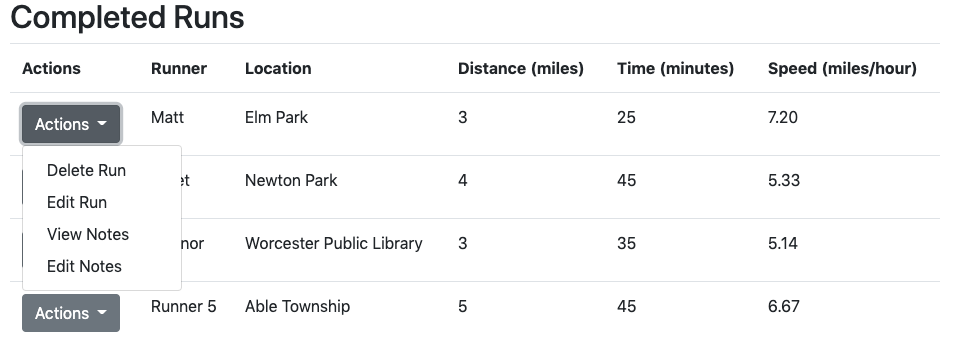 Completed Runs
Actions Runner Location Distance (miles) Time (minutes) Speed (miles/hour)
Actions Matt Elm Park 3 25 7.20
Delete Run
et Newton Park 4 45 5.33
Edit Run
View Notes
nor Worcester Public Library 3 35 5.14
Edit Notes
Actions Runner 5 Able Township 5 45 6.67